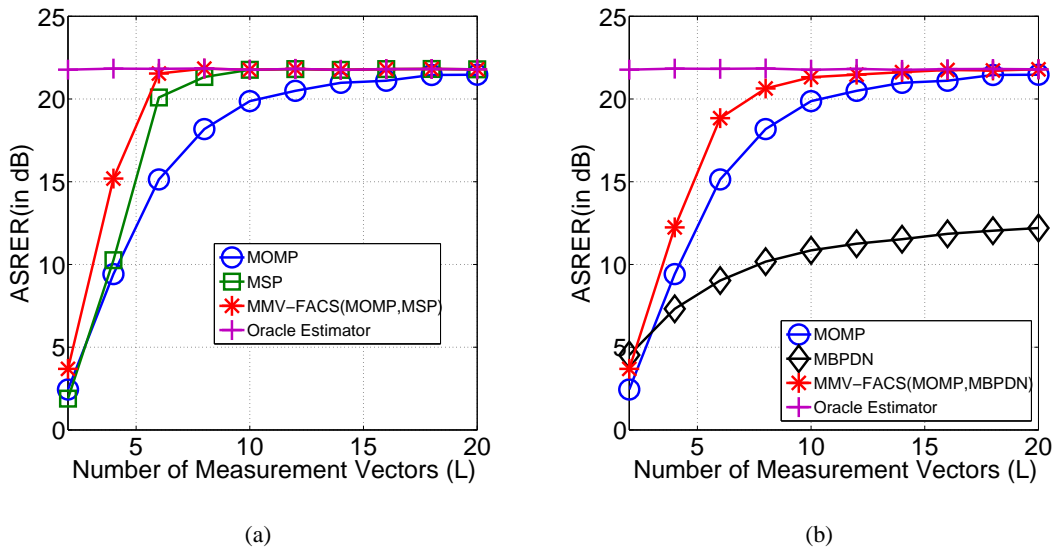 25
20
15
10
5
0
ASRER(in dB)
5
10
15
20
Number of Measurement Vectors (L)
MOMP
MSP
MMV−FACS(MOMP,MSP)
Oracle Estimator
(a)
25
20
15
10
5
0
ASRER(in dB)
5
10
15
20
Number of Measurement Vectors (L)
MOMP
MBPDN
MMV−FACS(MOMP,MBPDN)
Oracle Estimator
(b)